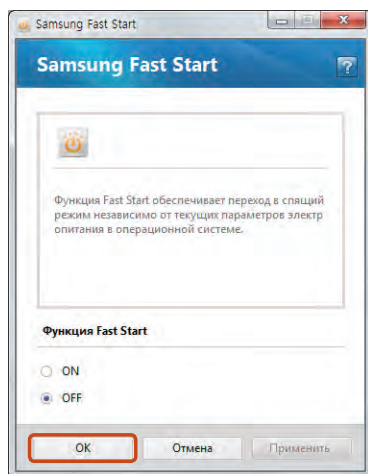 Samsung Fast Start
Samsung Fast Start
?
Функция Fast Start обеспечивает переход в спящий
режим независимо от текущих параметров электр
опитания в операционной системе.
Функция Fast Start
ON
OFF
OK
Отмена
Применить